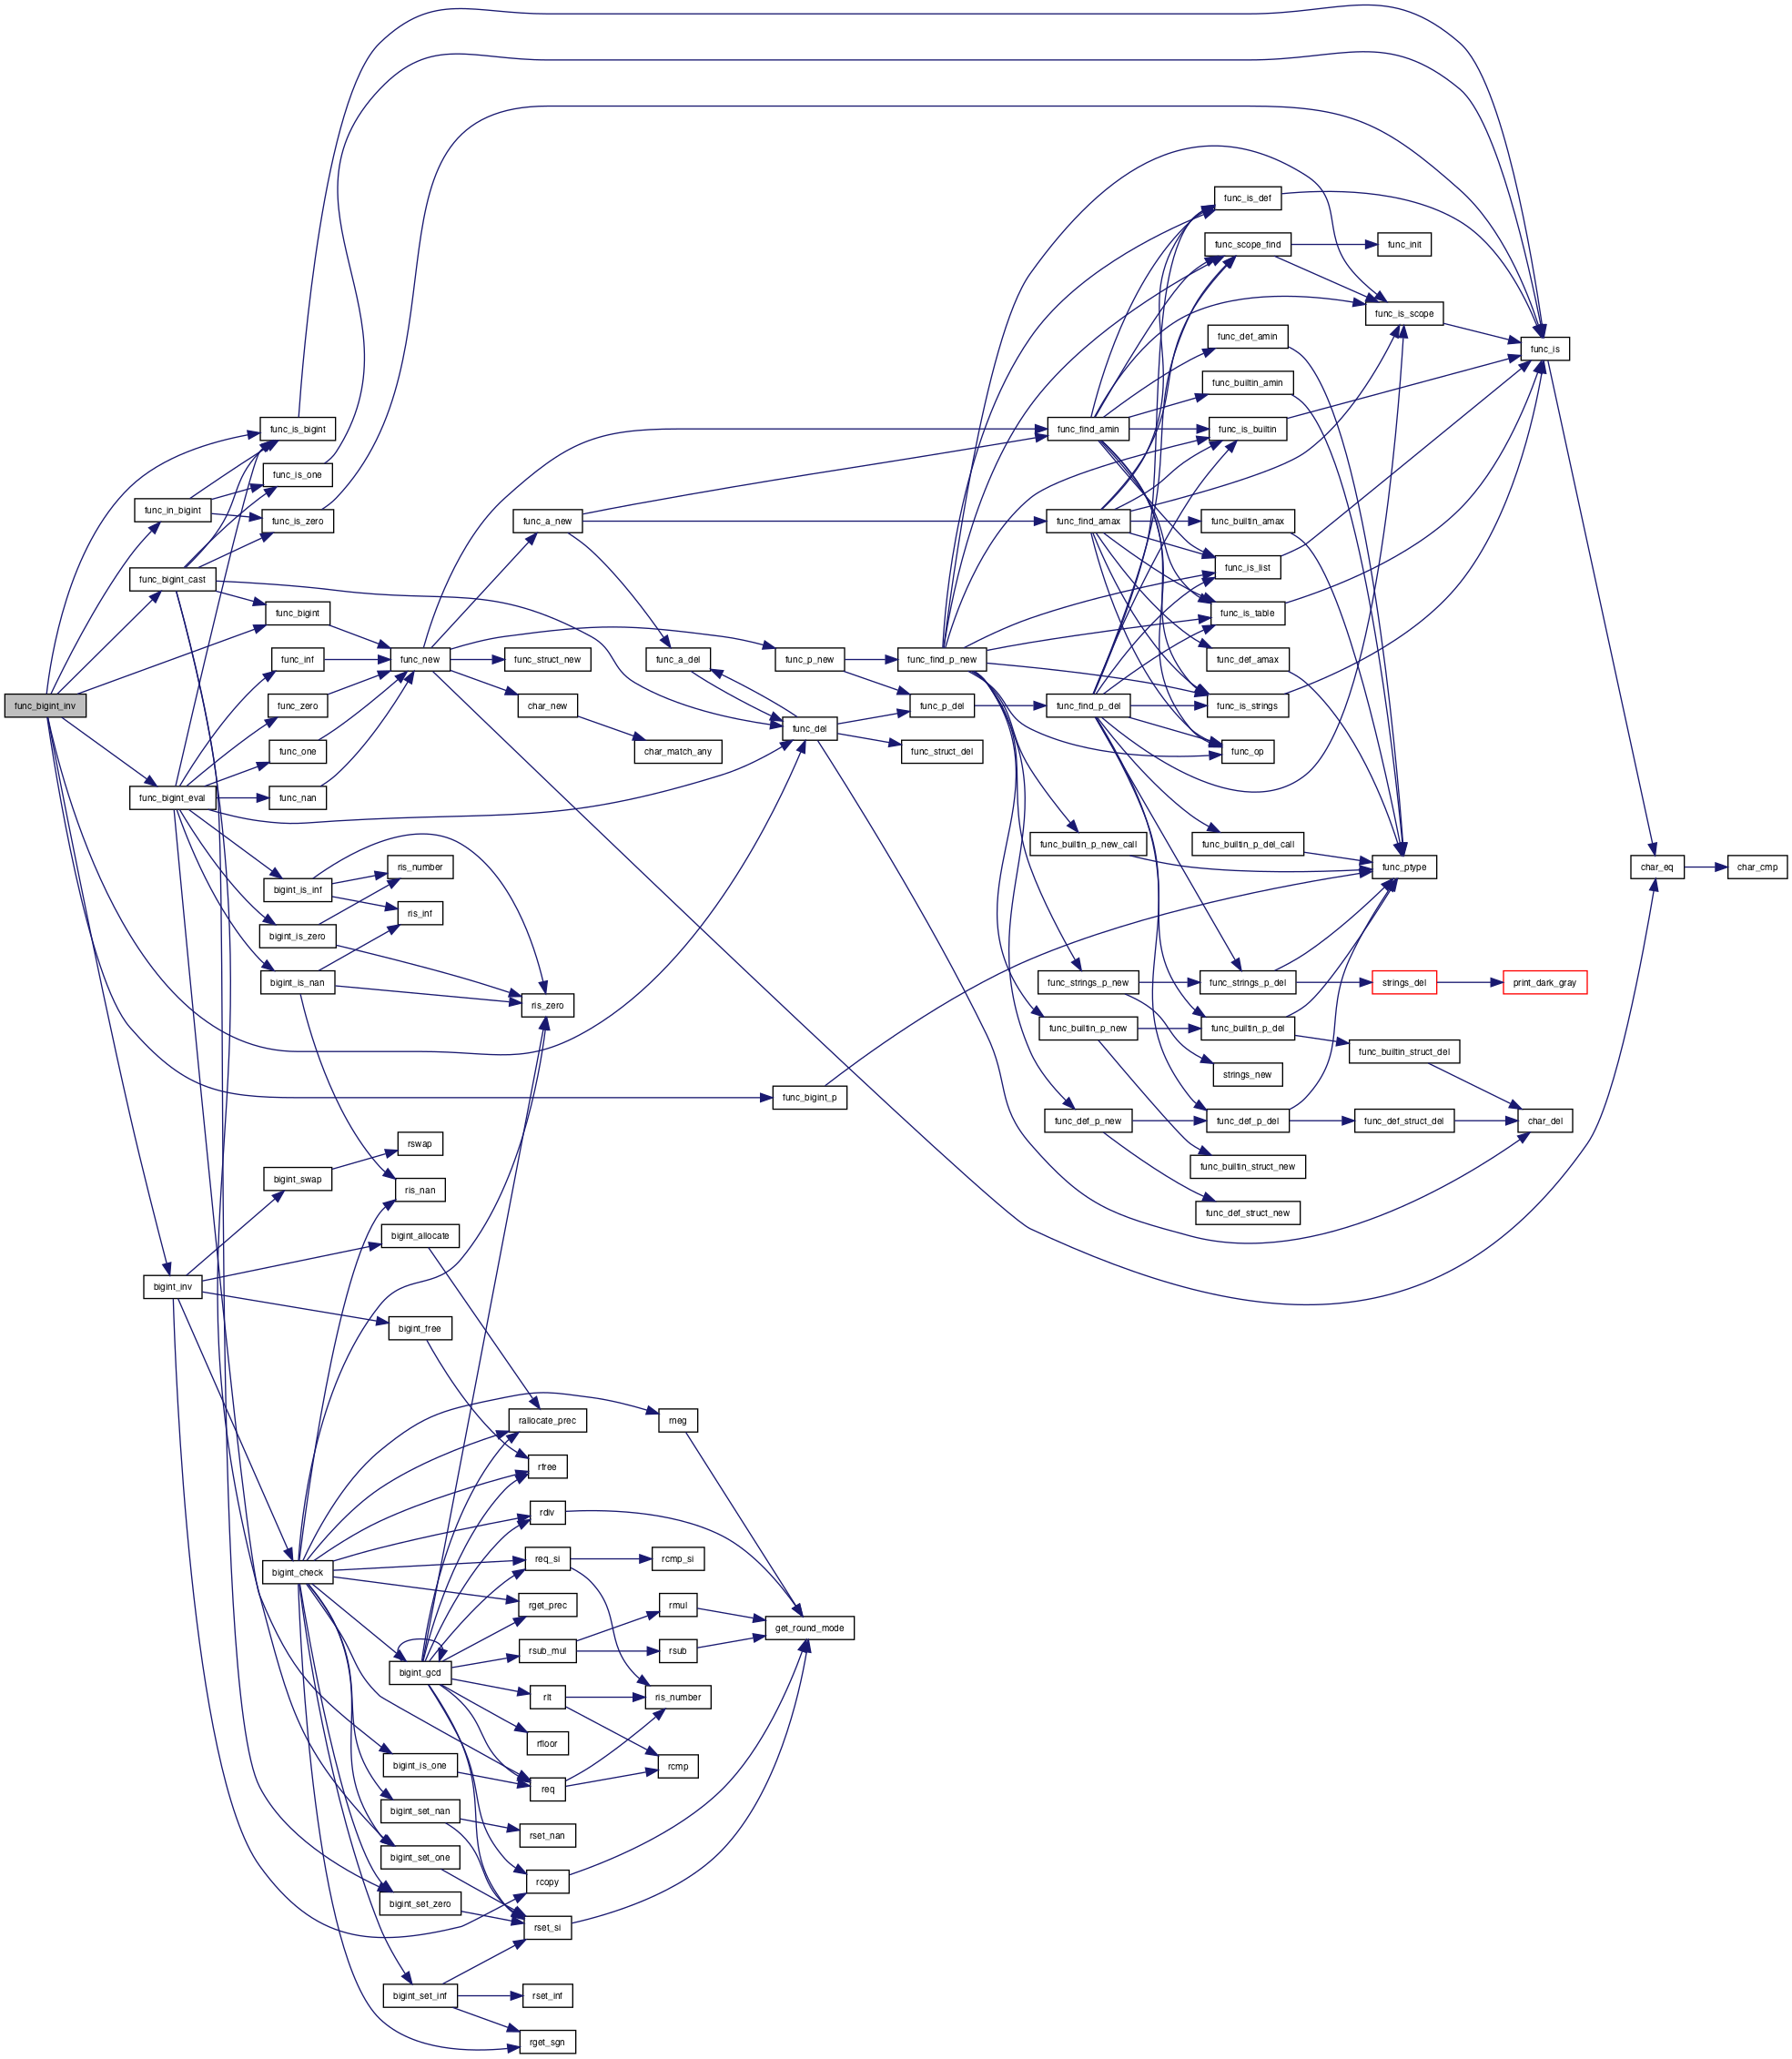 func_bigint_inv
func_in_bigint
func_bigint_cast
func_bigint_eval
bigint_inv
func_is_bigint
func_is_one
func_is_zero
func_bigint
func_inf
func_zero
func_one
func_nan
bigint_is_inf
bigint_is_zero
bigint_is_nan
bigint_swap
bigint_check
func_new
ris_number
ris_inf
rswap
ris_nan
bigint_allocate
bigint_free
bigint_gcd
bigint_is_one
bigint_set_nan
bigint_set_one
bigint_set_zero
bigint_set_inf
func_a_new
func_struct_new
char_new
ris_zero
rallocate_prec
rfree
rdiv
req_si
rget_prec
rsub_mul
rlt
rfloor
req
rset_nan
rcopy
rset_si
rset_inf
rget_sgn
func_a_del
char_match_any
rneg
rcmp_si
rmul
rsub
ris_number
rcmp
func_p_new
func_del
func_bigint_p
get_round_mode
func_find_p_new
func_p_del
func_struct_del
func_find_amin
func_find_amax
func_find_p_del
func_builtin_p_new_call
func_strings_p_new
func_builtin_p_new
func_def_p_new
func_is_def
func_scope_find
func_def_amin
func_builtin_amin
func_is_builtin
func_builtin_amax
func_is_list
func_is_table
func_def_amax
func_is_strings
func_op
func_builtin_p_del_call
func_strings_p_del
func_builtin_p_del
strings_new
func_def_p_del
func_builtin_struct_new
func_def_struct_new
func_init
func_is_scope
func_ptype
strings_del
func_builtin_struct_del
func_def_struct_del
func_is
print_dark_gray
char_del
char_eq
char_cmp